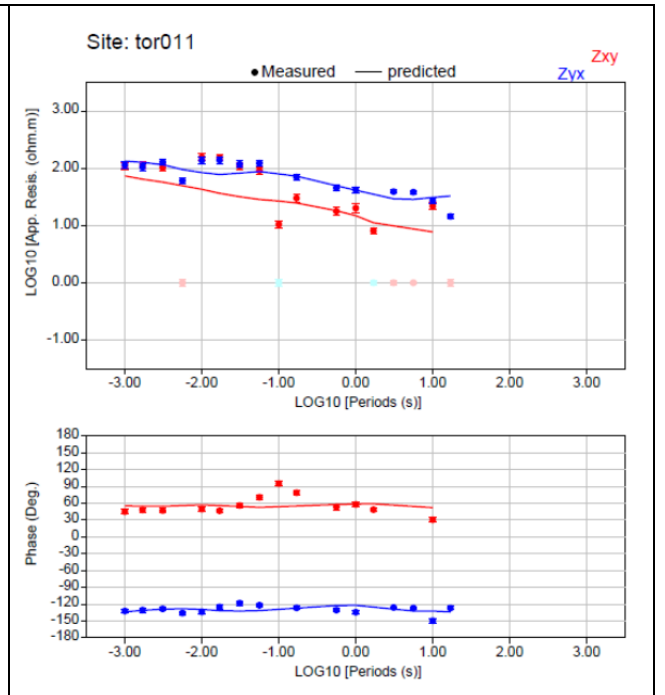 Site: tor011
Zxy
Measured predicted
Zyx
LOG10 [App. Resis. (ohm.m)]
3.00
2.00
1.00
0.00
-1.00
-3.00 -2.00 -1.00 0.00 1.00 2.00 3.00
LOG10 [Periods (s)]
Phase (Deg.)
180
150
120
90
60
30
0
-30
-60
-90
-120
-150
-180
-3.00 -2.00 -1.00 0.00 1.00 2.00 3.00
LOG10 [Periods (s)]